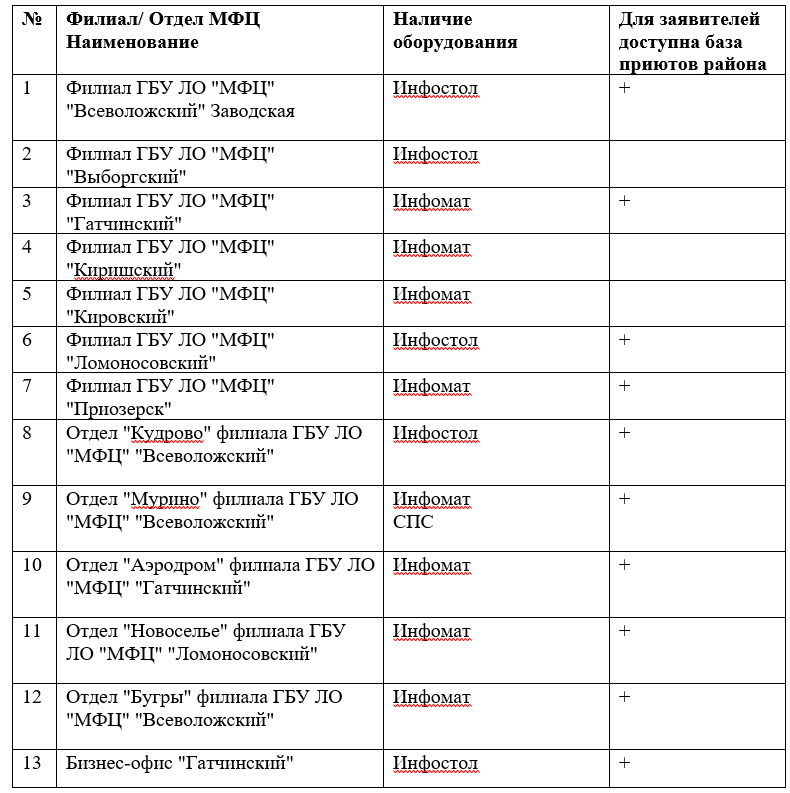 № Филиал/ Отдел МФЦ Наличие Для заявителей
Наименование оборудования доступна база
приютов района
1 Филиал ГБУ ЛО "МФЦ" Инфостол +
"Всеволожский" Заводская
2 Филиал ГБУ ЛО "МФЦ" Инфостол
"Выборгский"
3 Филиал ГБУ ЛО "МФЦ" Инфомат +
"Гатчинский"
4 Филиал ГБУ ЛО "МФЦ" Инфомат
"Киришский"
5 Филиал ГБУ ЛО "МФЦ" Инфомат
"Кировский"
6 Филиал ГБУ ЛО "МФЦ" Инфостол +
"Ломоносовский"
7 Филиал ГБУ ЛО "МФЦ" Инфомат +
"Приозерск"
8 Отдел "Кудрово" филиала ГБУ ЛО Инфостол +
"МФЦ" "Всеволожский"
9 Отдел "Мурино" филиала ГБУ ЛО Инфомат +
"МФЦ" "Всеволожский" СПС
10 Отдел "Аэродром" филиала ГБУ ЛО Инфомат +
"МФЦ" "Гатчинский"
11 Отдел "Новоселье" филиала ГБУ Инфомат +
ЛО "МФЦ" "Ломоносовский"
12 Отдел "Бугры" филиала ГБУ ЛО Инфомат +
"МФЦ" "Всеволожский"
13 Бизнес-офис "Гатчинский" Инфостол +